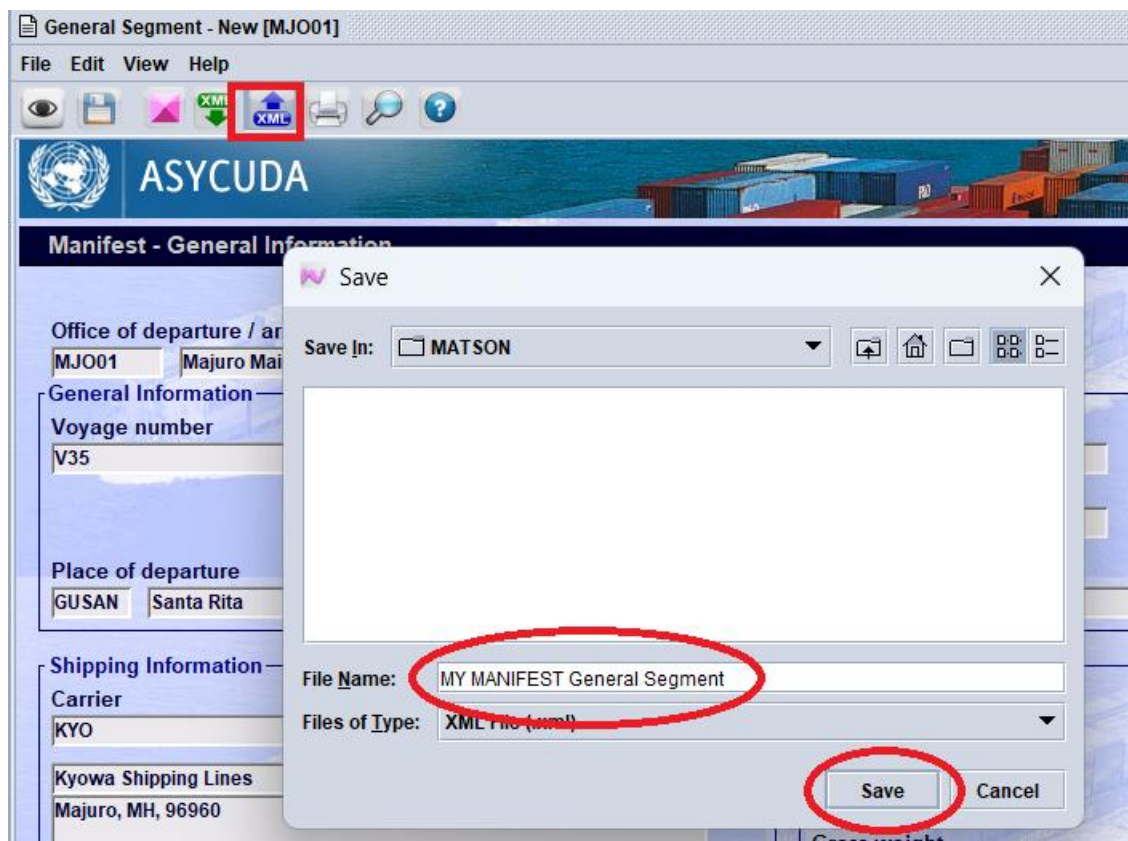 General Segment - New [MJO01]
File Edit View Help
XML XML
ASYCUDA
Manifest - General Information
Office of departure / ar
MJO01 Majuro Mai
General Information
Voyage number
V35
Place of departure
GUSAN Santa Rita
Shipping Information
Carrier
KYO
Kyowa Shipping Lines
Majuro, MH, 96960
Save
Save In: MATSON
File Name: MY MANIFEST General Segment
Files of Type: XML File (.xml)
Save Cancel
Gross weight